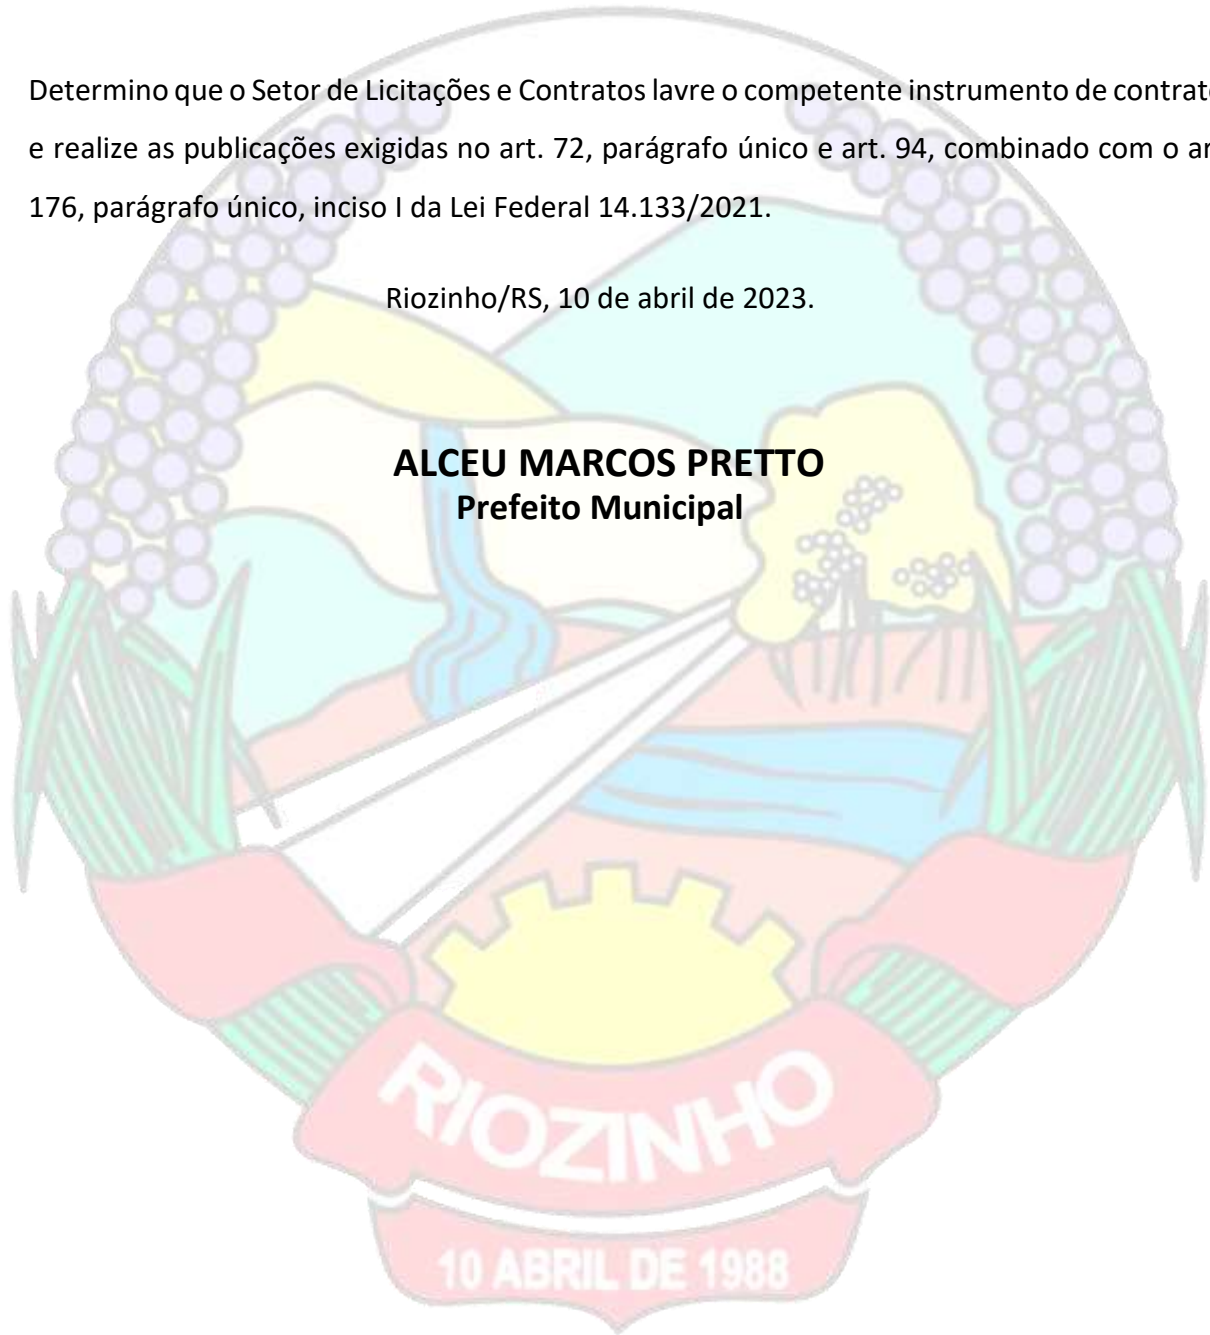 Determino que o Setor de Licitações e Contratos lavre o competente instrumento de contrato
e realize as publicações exigidas no art. 72, parágrafo único e art. 94, combinado com o ar
176, parágrafo único, inciso I da Lei Federal 14.133/2021.
Riozinho/RS, 10 de abril de 2023.
ALCEU MARCOS PRETTO
Prefeito Municipal
RIOZINHO
10 ABRIL DE 1988